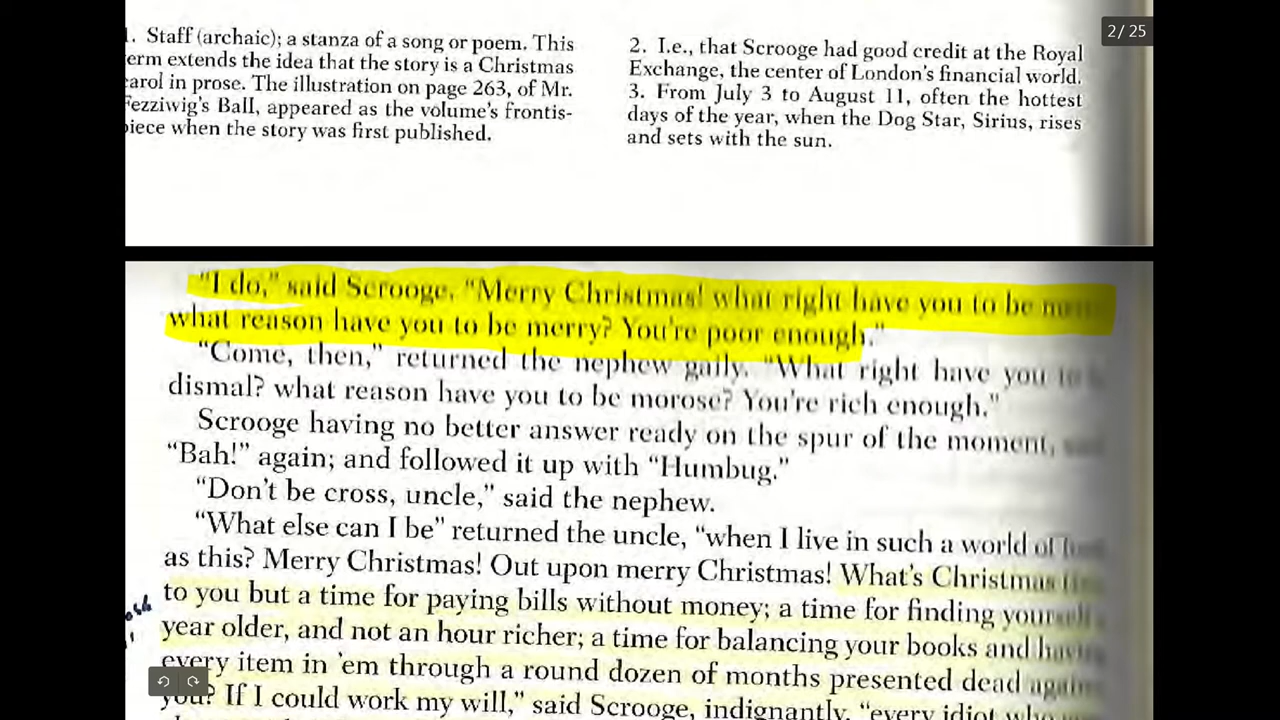 2 / 25
1. Staff (archaic); a stanza of a song or poem. This
erm extends the idea that the story is a Christmas
carol in prose. The illustration on page 263, of Mr.
Fezziwig's Ball, appeared as the volume's frontis-
piece when the story was first published.
2. I.e., that Scrooge had good credit at the Royal
Exchange, the center of London's financial world.
3. From July 3 to August 11, often the hottest
days of the year, when the Dog Star, Sirius, rises
and sets with the sun.
"I do," said Scrooge. "Merry Christmas! what right have you to be
what reason have you to be merry? You're poor enough."
"Come, then," returned the nephew gaily. "What right have you to
dismal? what reason have you to be morose? You're rich enough."
Scrooge having no better answer ready on the spur of the moment,
"Bah!" again; and followed it up with "Humbug."
"Don't be cross, uncle," said the nephew.
"What else can I be" returned the uncle, "when I live in such a world of
as this? Merry Christmas! Out upon merry Christmas! What's Christmas
to you but a time for paying bills without money; a time for finding yourself
year older, and not an hour richer; a time for balancing your books and
every item in 'em through a round dozen of months presented dead
you? If I could work my will," said Scrooge, indignantly, "every idiot